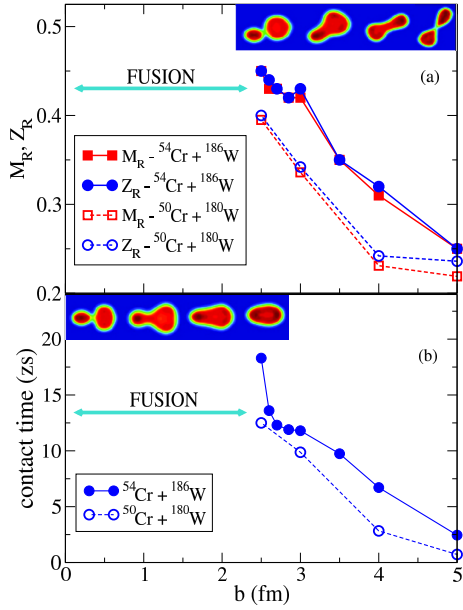 0.5
(a)
FUSION
0.4
M_R, Z_R
M_R - ⁵⁴Cr + ¹⁸⁶W
Z_R - ⁵⁴Cr + ¹⁸⁶W
M_R - ⁵⁰Cr + ¹⁸⁰W
Z_R - ⁵⁰Cr + ¹⁸⁰W
0.3
0.2
20
(b)
FUSION
15
contact time (zs)
10
⁵⁴Cr + ¹⁸⁶W
⁵⁰Cr + ¹⁸⁰W
5
0
0 1 2 3 4 5
b (fm)